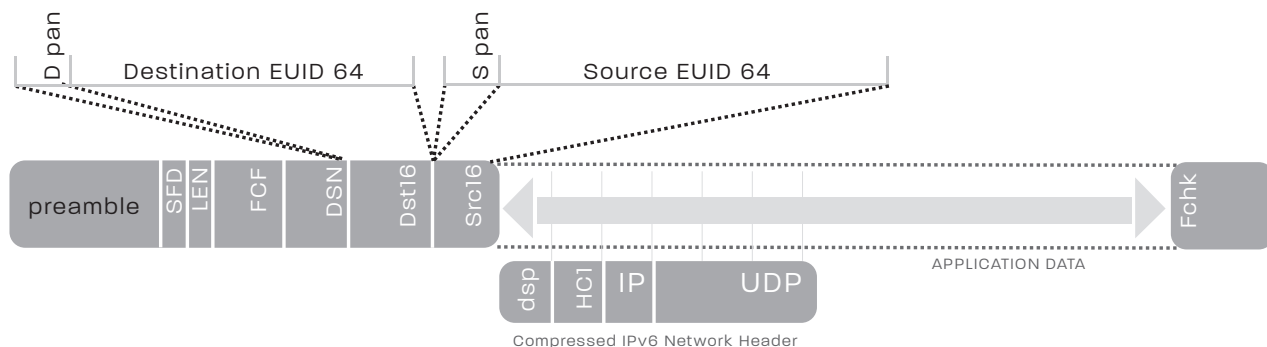 D pan
Destination EUID 64
S pan
Source EUID 64
preamble
SFD
LEN
FCF
DSN
Dst16
Src16
Fchk
dsp
HC1
IP
UDP
APPLICATION DATA
Compressed IPv6 Network Header